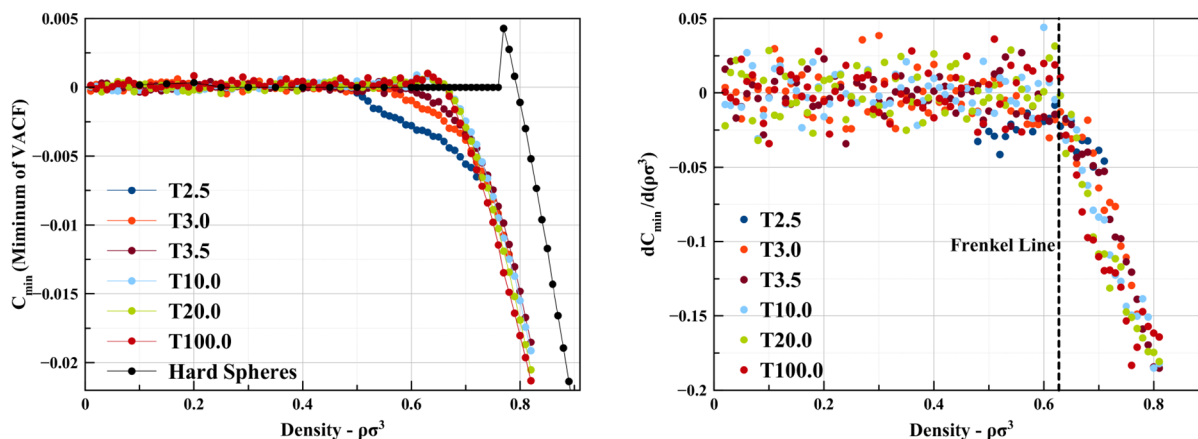 0.005
0
−0.005
−0.01
−0.015
−0.02
C_min (Miminum of VACF)
T2.5
T3.0
T3.5
T10.0
T20.0
T100.0
Hard Spheres
0
0.2
0.4
0.6
0.8
Density - ρσ³
0.05
0
−0.05
−0.1
−0.15
−0.2
dC_min/d(ρσ³)
T2.5
T3.0
T3.5
T10.0
T20.0
T100.0
Frenkel Line
0
0.2
0.4
0.6
0.8
Density - ρσ³